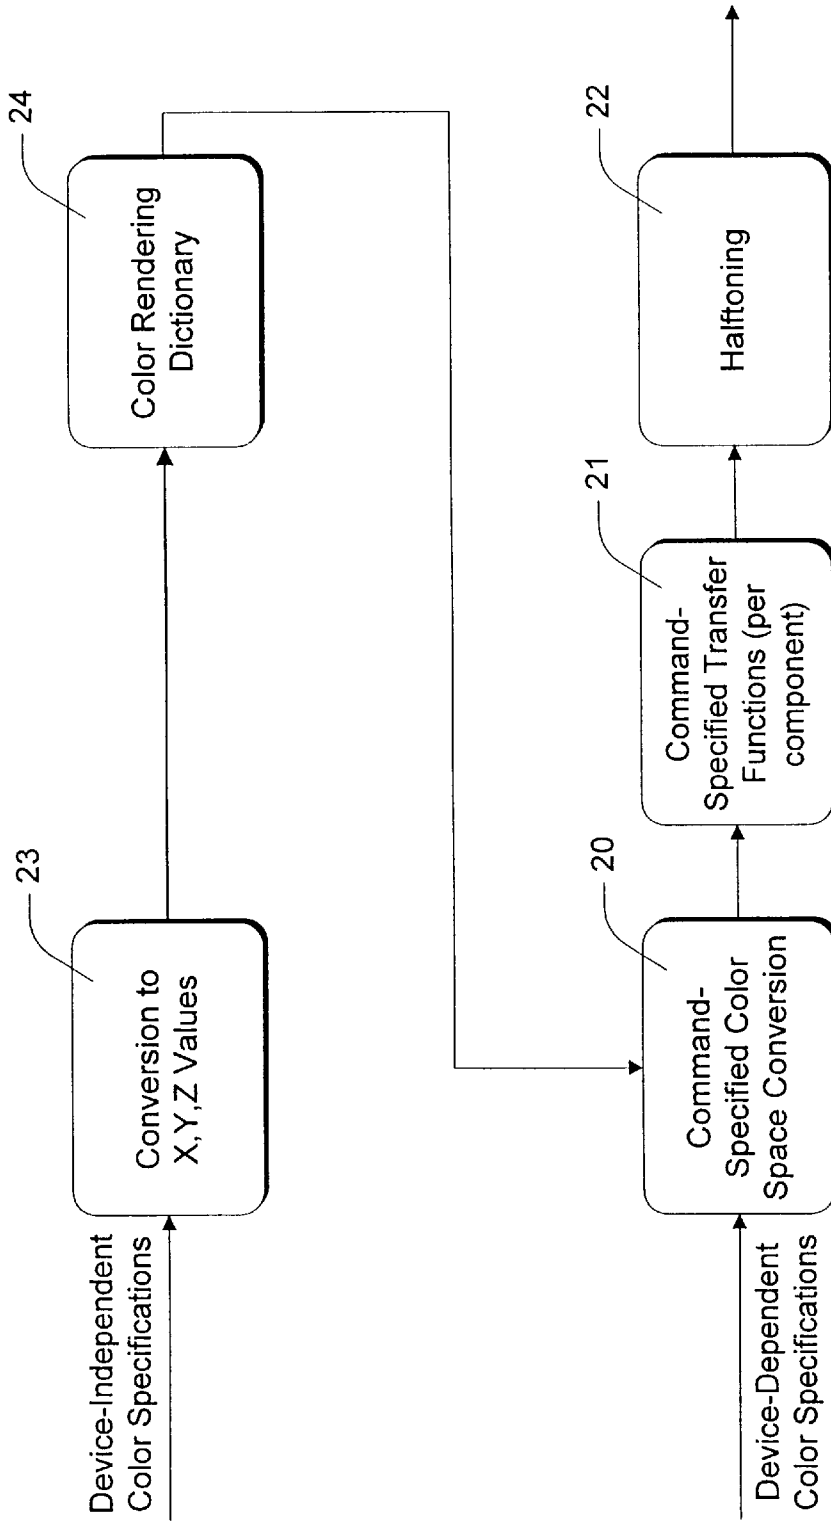 Device-Independent
Color Specifications
23
Conversion to
X,Y,Z Values
24
Color Rendering
Dictionary
Device-Dependent
Color Specifications
20
Command-
Specified Color
Space Conversion
21
Command-
Specified Transfer
Functions (per
component)
22
Halftoning